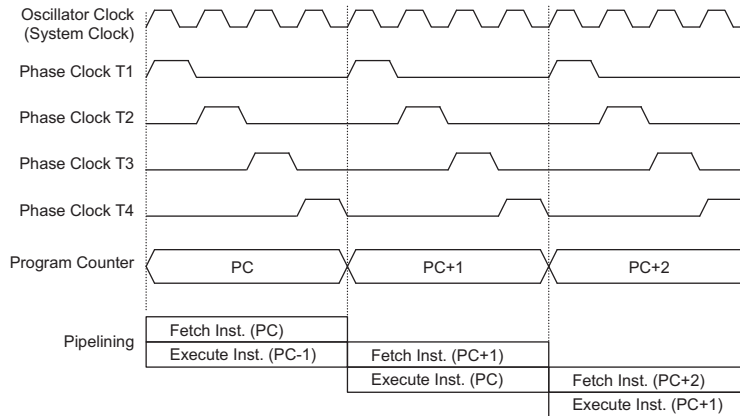 Oscillator Clock
(System Clock)
Phase Clock T1
Phase Clock T2
Phase Clock T3
Phase Clock T4
Program Counter
PC
PC+1
PC+2
Pipelining
Fetch Inst. (PC)
Execute Inst. (PC-1)
Fetch Inst. (PC+1)
Execute Inst. (PC)
Fetch Inst. (PC+2)
Execute Inst. (PC+1)